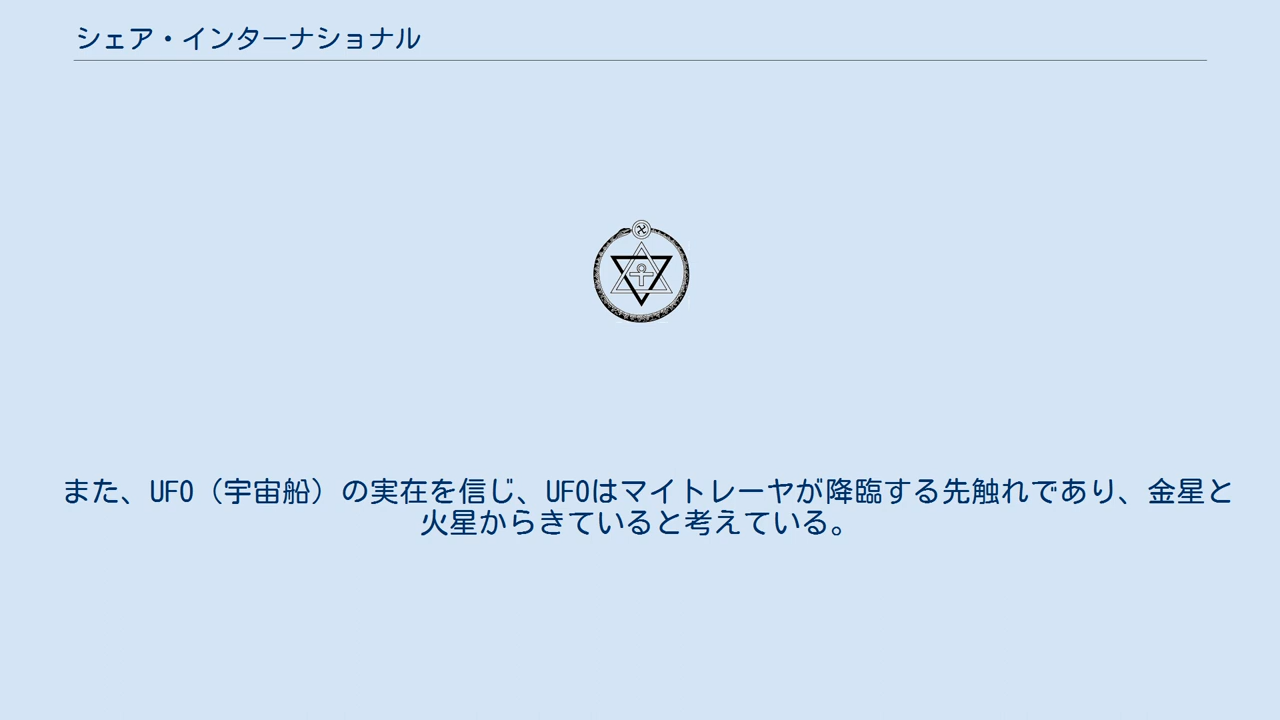 シェア・インターナショナル
また、UFO（宇宙船）の実在を信じ、UFOはマイトレーヤが降臨する先触れであり、金星と
火星からきていると考えている。